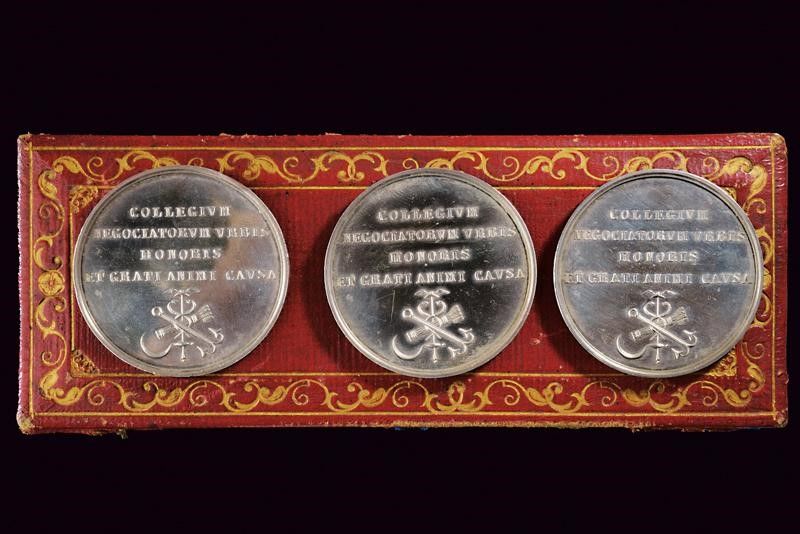 COLLEGIVM
NEGOCIATORVM VRBIS
HONORIS
ET GRATI ANIMI CAVSA
COLLEGIVM
NEGOCIATORVM VRBIS
HONORIS
ET GRATI ANIMI CAVSA
COLLEGIVM
NEGOCIATORVM VRBIS
HONORIS
ET GRATI ANIMI CAVSA